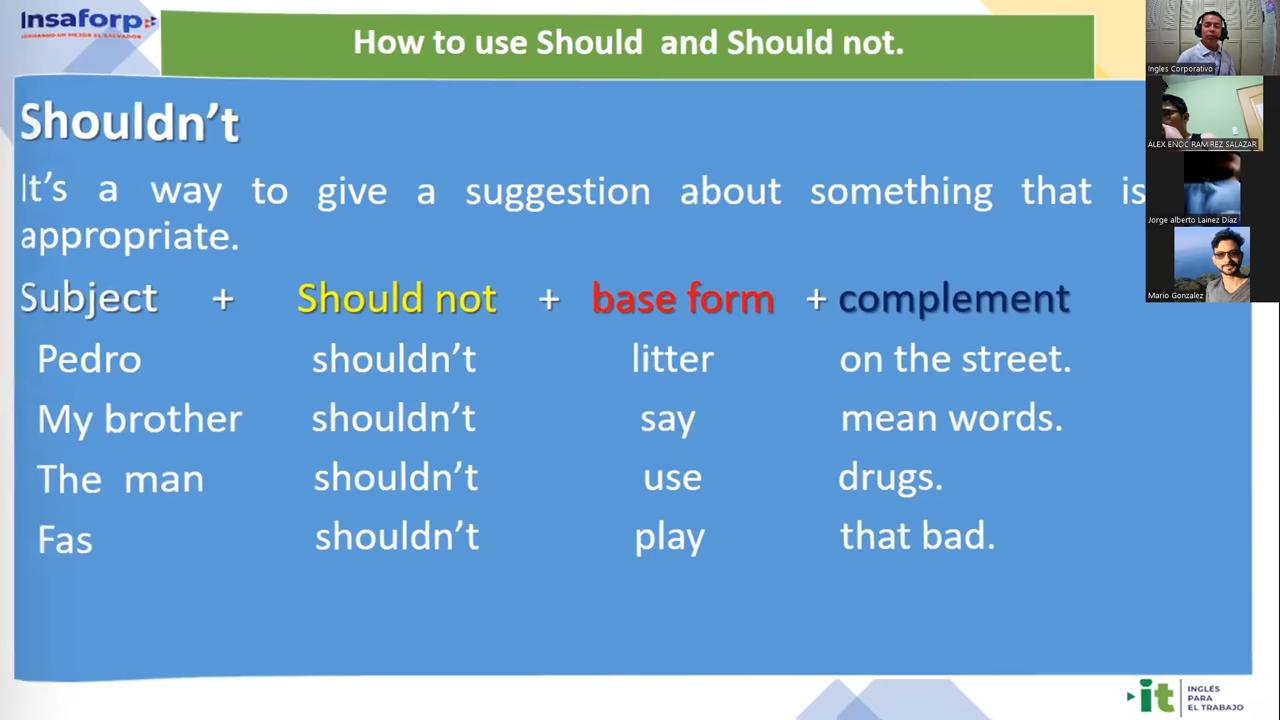 Insaforp
How to use Should and Should not.
Shouldn't
It's a way to give a suggestion about something that is
appropriate.
Subject + Should not + base form + complement
Pedro shouldn't litter on the street.
My brother shouldn't say mean words.
The man shouldn't use drugs.
Fas shouldn't play that bad.
Ingles Corporativo
ALEX ENOC RAMIREZ SALAZAR
Jorge alberto Lainez Díaz
Mario Gonzalez
it
INGLÉS
PARA
EL TRABAJO